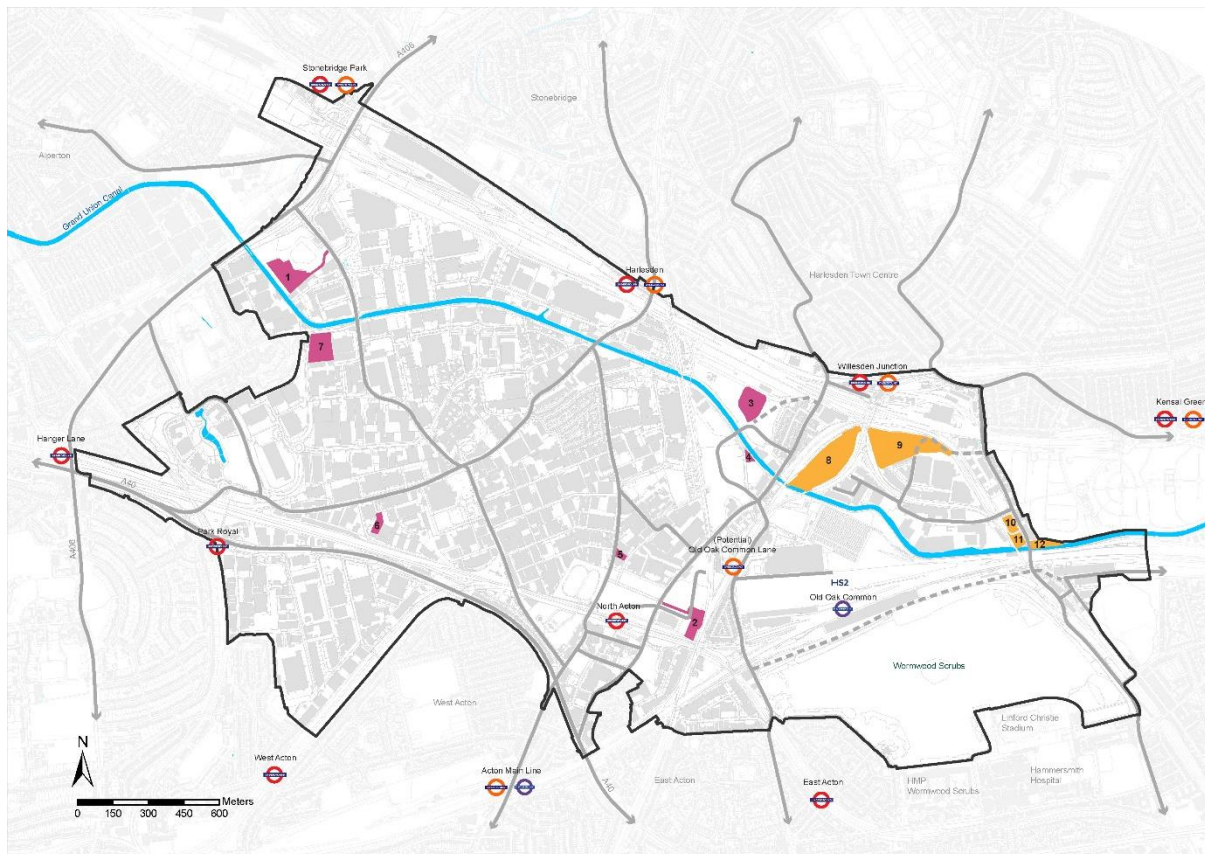 A406
Stonebridge Park
Stonebridge
Alperton
Grand Union Canal
1
Harlesden
Harlesden Town Centre
7
Willesden Junction
3
Kensal Green
Hanger Lane
4
8
9
A40
6
10
Park Royal
5
11
12
(Potential)
Old Oak Common Lane
A406
HS2
Old Oak Common
North Acton
2
Wormwood Scrubs
West Acton
Linford Christie
Stadium
N
West Acton
Acton Main Line
A40
East Acton
East Acton
HMP
Wormwood Scrubs
Hammersmith
Hospital
Meters
0 150 300 450 600